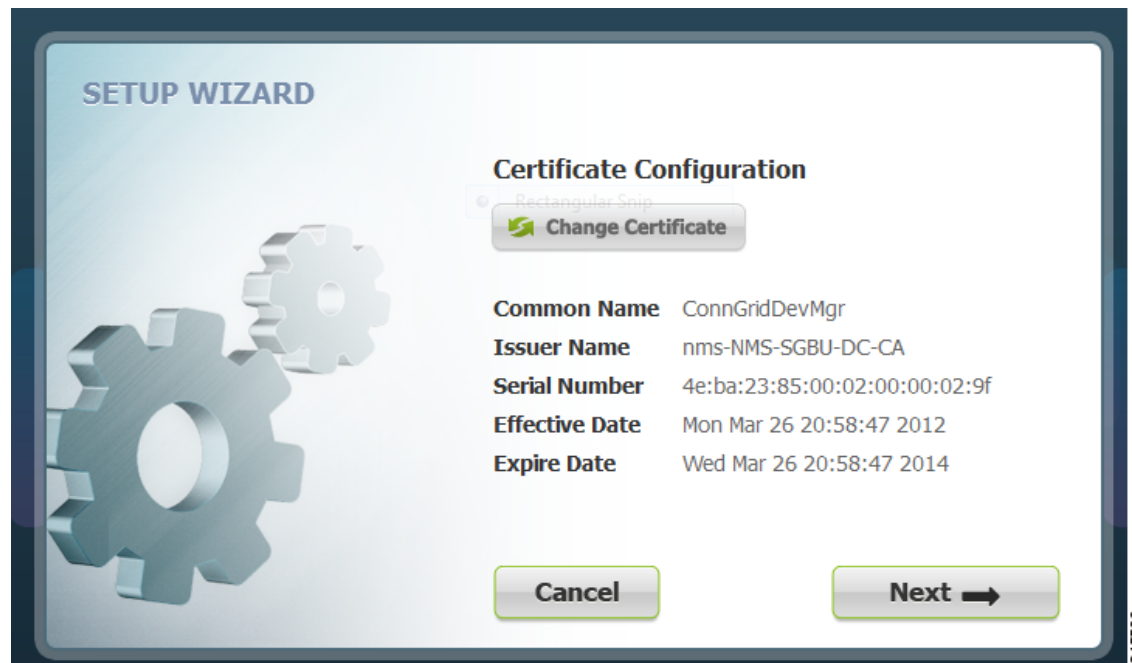 SETUP WIZARD
Certificate Configuration
Rectangular Snip
Change Certificate
Common Name ConnGridDevMgr
Issuer Name nms-NMS-SGBU-DC-CA
Serial Number 4e:ba:23:85:00:02:00:00:02:9f
Effective Date Mon Mar 26 20:58:47 2012
Expire Date Wed Mar 26 20:58:47 2014
Cancel
Next